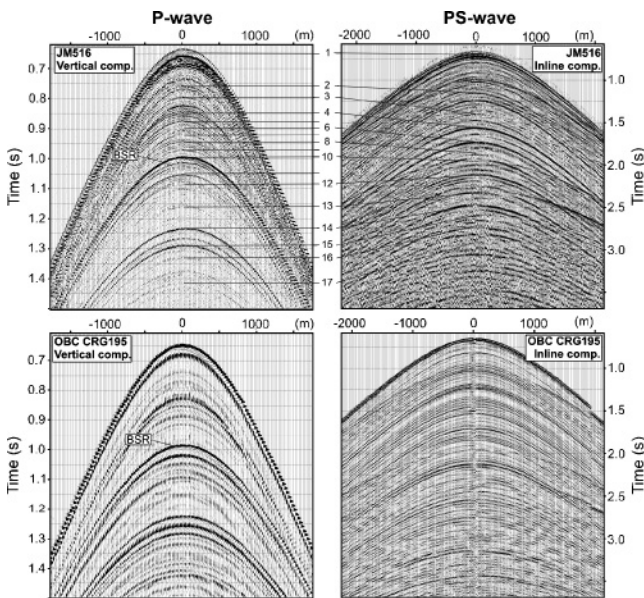 P-wave
PS-wave
-1000 0 1000 (m)
-2000 -1000 0 1000 (m)
JM516
Vertical comp.
JM516
Inline comp.
Time (s)
0.7
0.8
0.9
1.0
1.1
1.2
1.3
1.4
BSR
1
2
3
4
6
8
10
12
13
14
15
16
17
1.0
1.5
2.0
2.5
3.0
Time (s)
-1000 0 1000 (m)
-2000 -1000 0 1000 (m)
OBC CRG195
Vertical comp.
OBC CRG195
Inline comp.
Time (s)
0.7
0.8
0.9
1.0
1.1
1.2
1.3
1.4
BSR
1.0
1.5
2.0
2.5
3.0
Time (s)